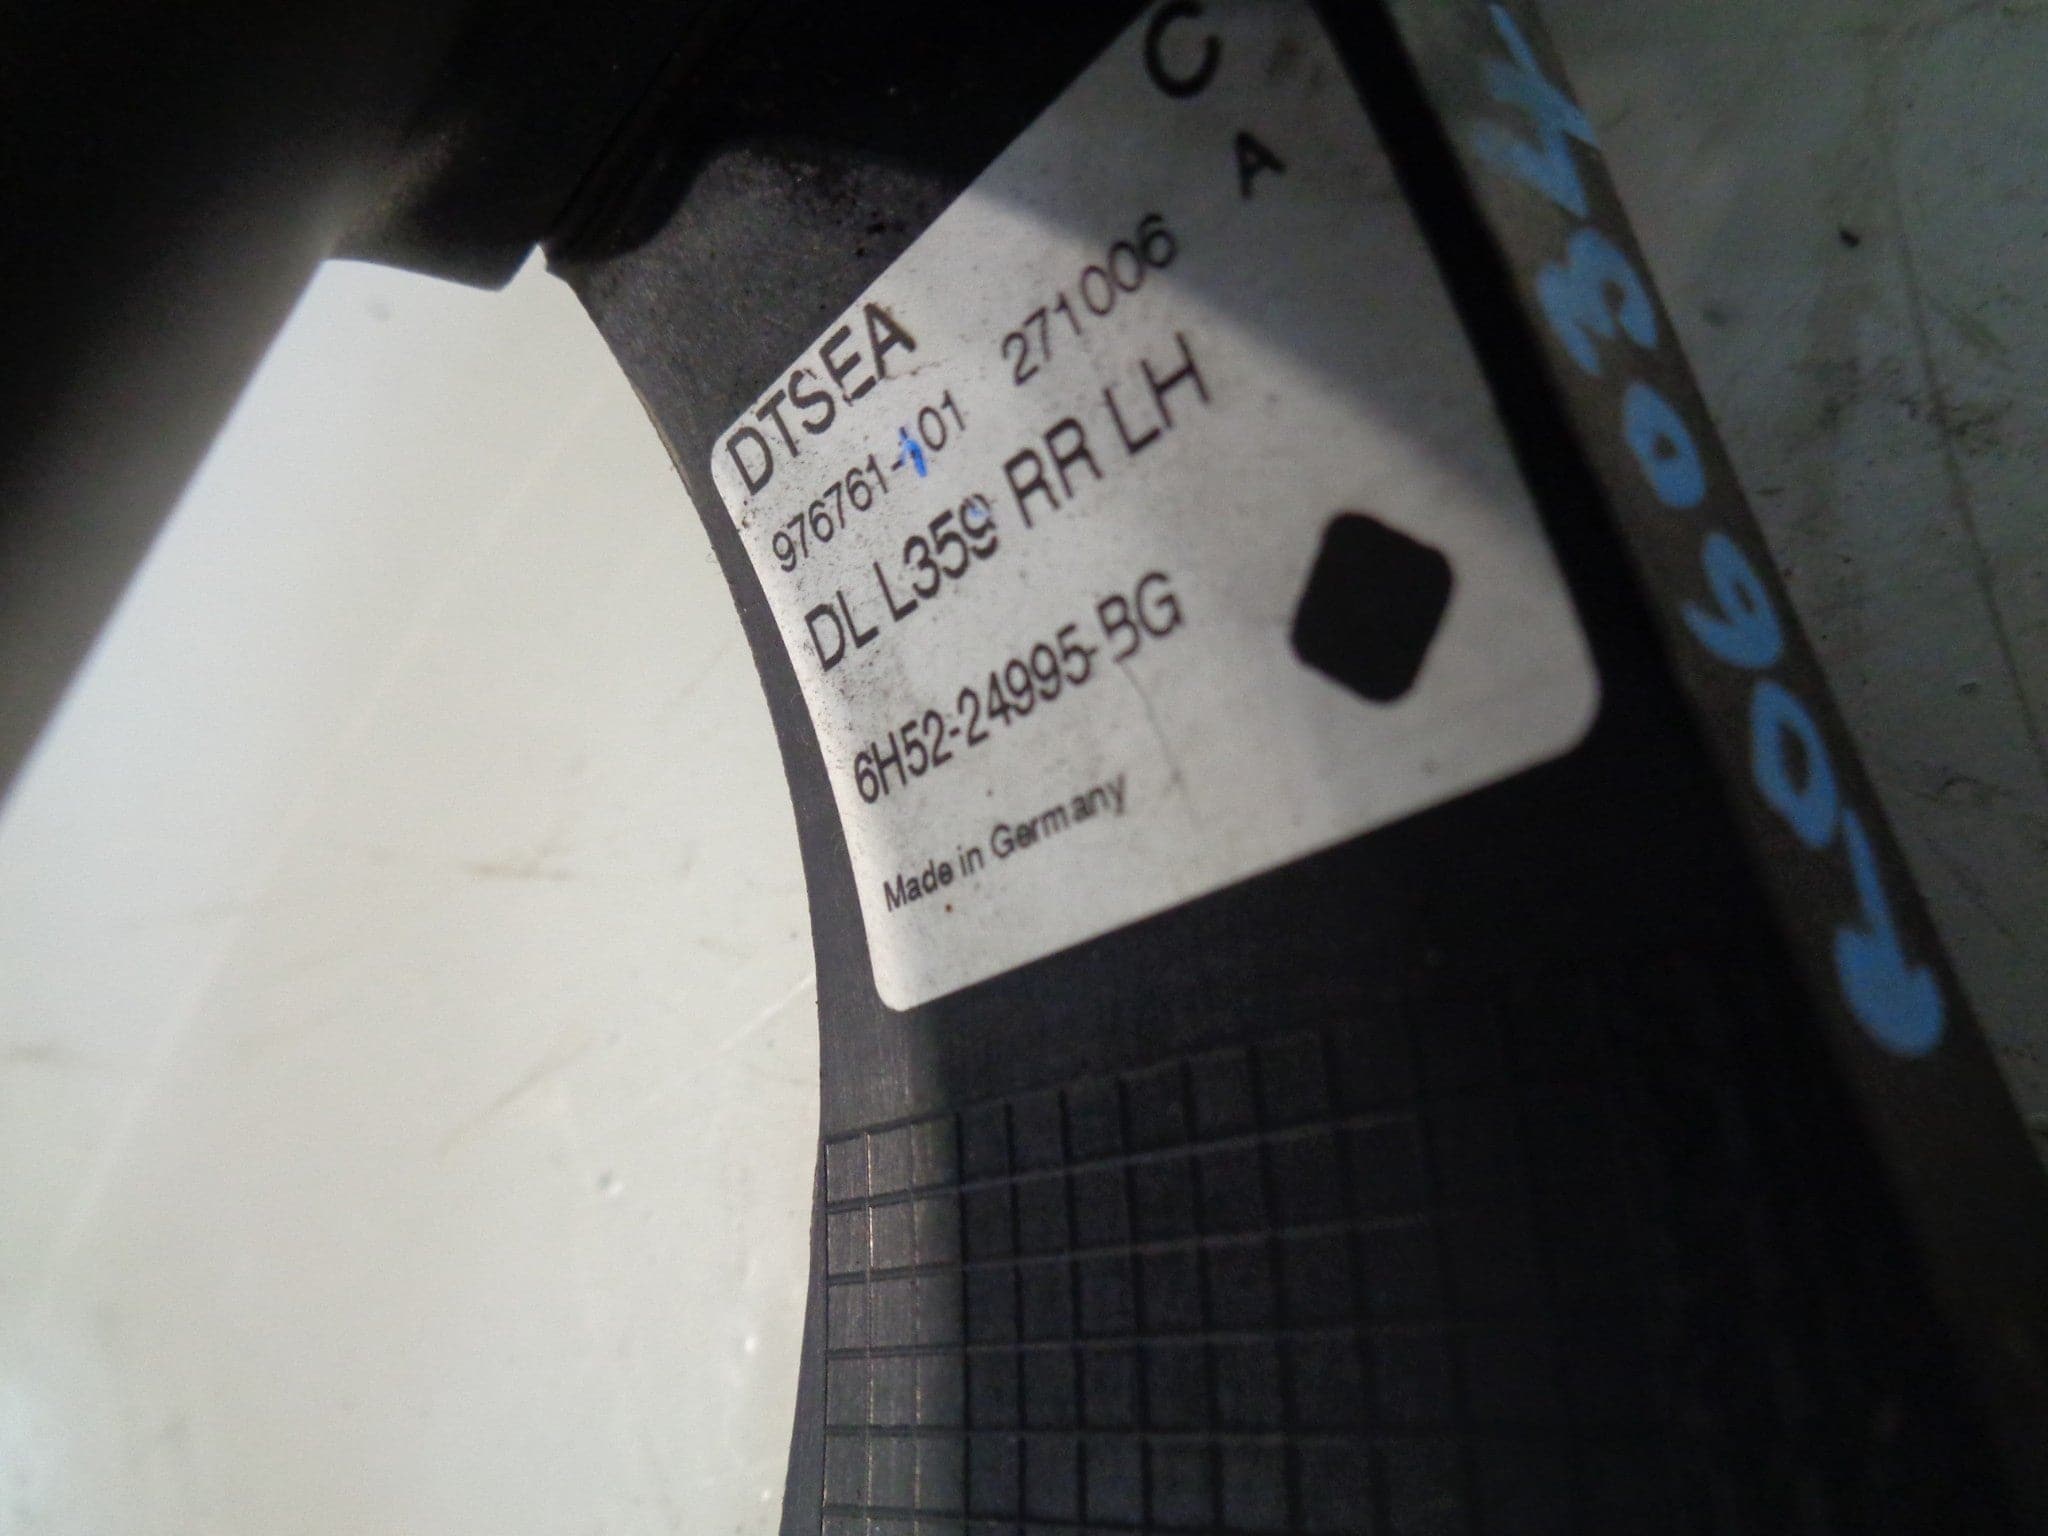 C
A
DTSEA
976761-101 271006
DL L359 RR LH
6H52-24995-BG
Made in Germany